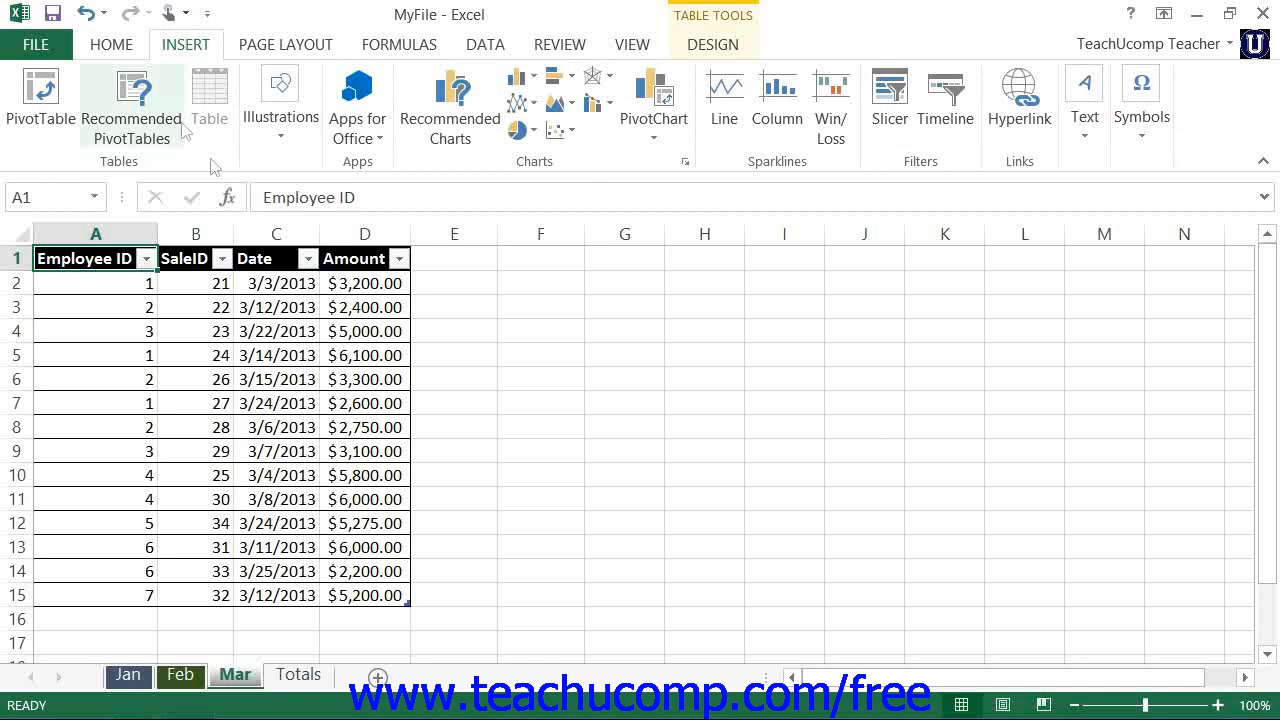 MyFile - Excel
TABLE TOOLS
?
FILE HOME INSERT PAGE LAYOUT FORMULAS DATA REVIEW VIEW DESIGN TeachUcomp Teacher U
PivotTable Recommended PivotTables Table Illustrations Apps for Office Recommended Charts PivotChart Line Column Win/Loss Slicer Timeline Hyperlink Text Symbols
Tables Apps Charts Sparklines Filters Links
A1 fx Employee ID
A B C D E F G H I J K L M N
1 Employee ID SaleID Date Amount
2 1 21 3/3/2013 $3,200.00
3 2 22 3/12/2013 $2,400.00
4 3 23 3/22/2013 $5,000.00
5 1 24 3/14/2013 $6,100.00
6 2 26 3/15/2013 $3,300.00
7 1 27 3/24/2013 $2,600.00
8 2 28 3/6/2013 $2,750.00
9 3 29 3/7/2013 $3,100.00
10 4 25 3/4/2013 $5,800.00
11 4 30 3/8/2013 $6,000.00
12 5 34 3/24/2013 $5,275.00
13 6 31 3/11/2013 $6,000.00
14 6 33 3/25/2013 $2,200.00
15 7 32 3/12/2013 $5,200.00
16
17
Jan Feb Mar Totals
www.teachucomp.com/free
READY 100%